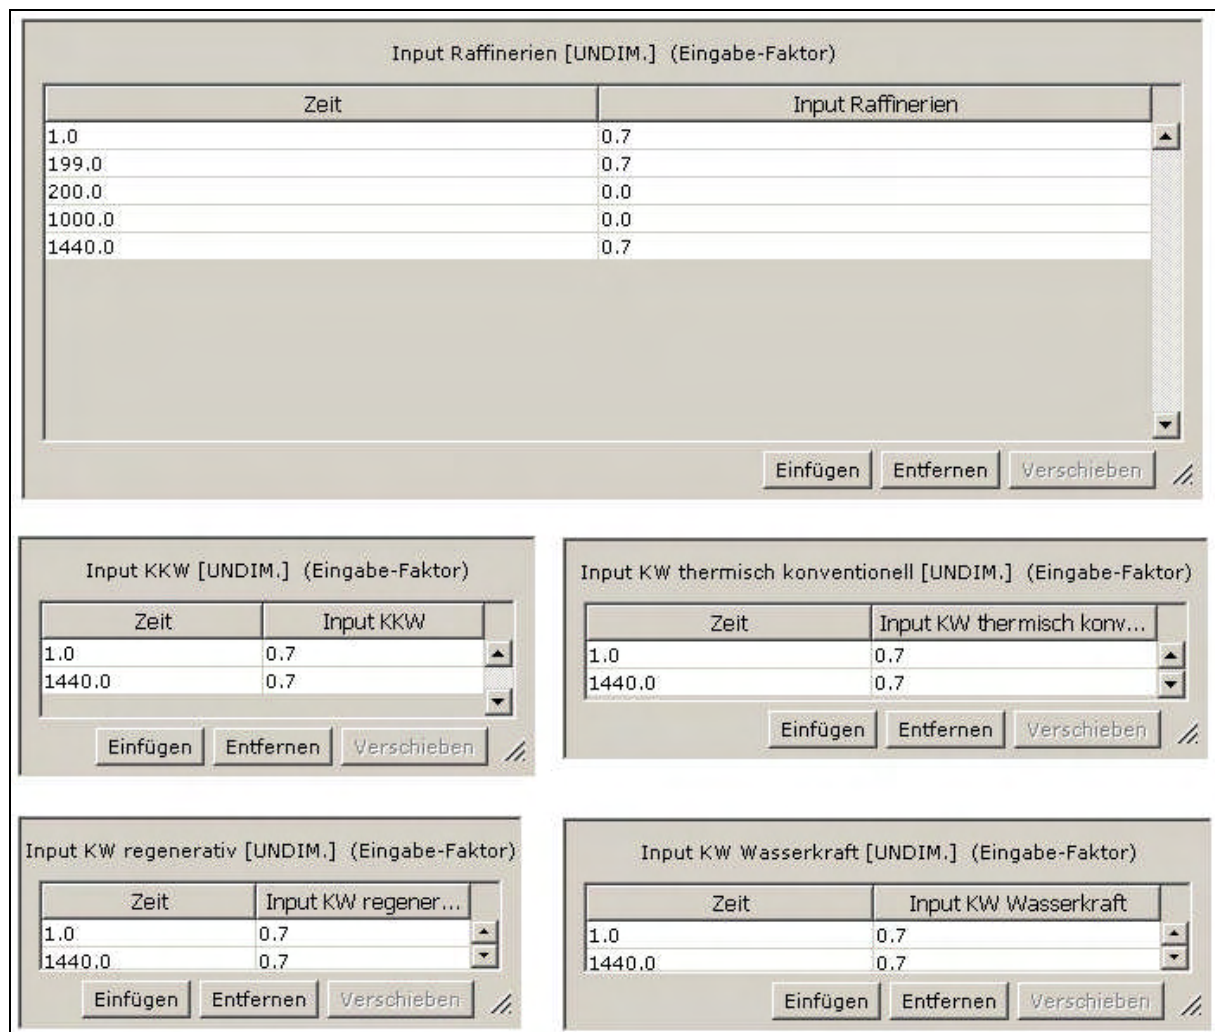 Input Raffinerien [UNDIM.] (Eingabe-Faktor)
Zeit Input Raffinerien
1.0 0.7
199.0 0.7
200.0 0.0
1000.0 0.0
1440.0 0.7
Einfügen Entfernen Verschieben
Input KKW [UNDIM.] (Eingabe-Faktor)
Zeit Input KKW
1.0 0.7
1440.0 0.7
Einfügen Entfernen Verschieben
Input KW thermisch konventionell [UNDIM.] (Eingabe-Faktor)
Zeit Input KW thermisch konv...
1.0 0.7
1440.0 0.7
Einfügen Entfernen Verschieben
Input KW regenerativ [UNDIM.] (Eingabe-Faktor)
Zeit Input KW regener...
1.0 0.7
1440.0 0.7
Einfügen Entfernen Verschieben
Input KW Wasserkraft [UNDIM.] (Eingabe-Faktor)
Zeit Input KW Wasserkraft
1.0 0.7
1440.0 0.7
Einfügen Entfernen Verschieben